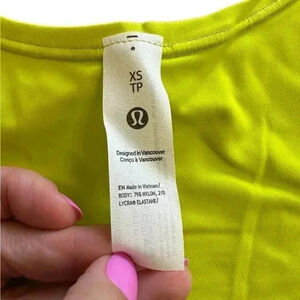 XS
TP
Designed in Vancouver
Conçu à Vancouver
EN Made in Vietnam/
BODY: 79% NYLON, 21%
LYCRA® ELASTANE/